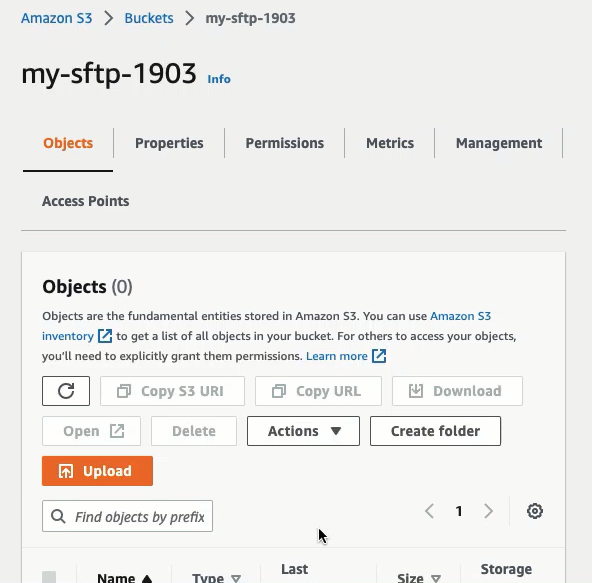 Amazon S3 > Buckets > my-sftp-1903
my-sftp-1903 Info
Objects Properties Permissions Metrics Management
Access Points
Objects (0)
Objects are the fundamental entities stored in Amazon S3. You can use Amazon S3
inventory to get a list of all objects in your bucket. For others to access your objects,
you'll need to explicitly grant them permissions. Learn more
Copy S3 URI Copy URL Download
Open Delete Actions Create folder
Upload
Find objects by prefix
1
Last
Name Type Size Storage